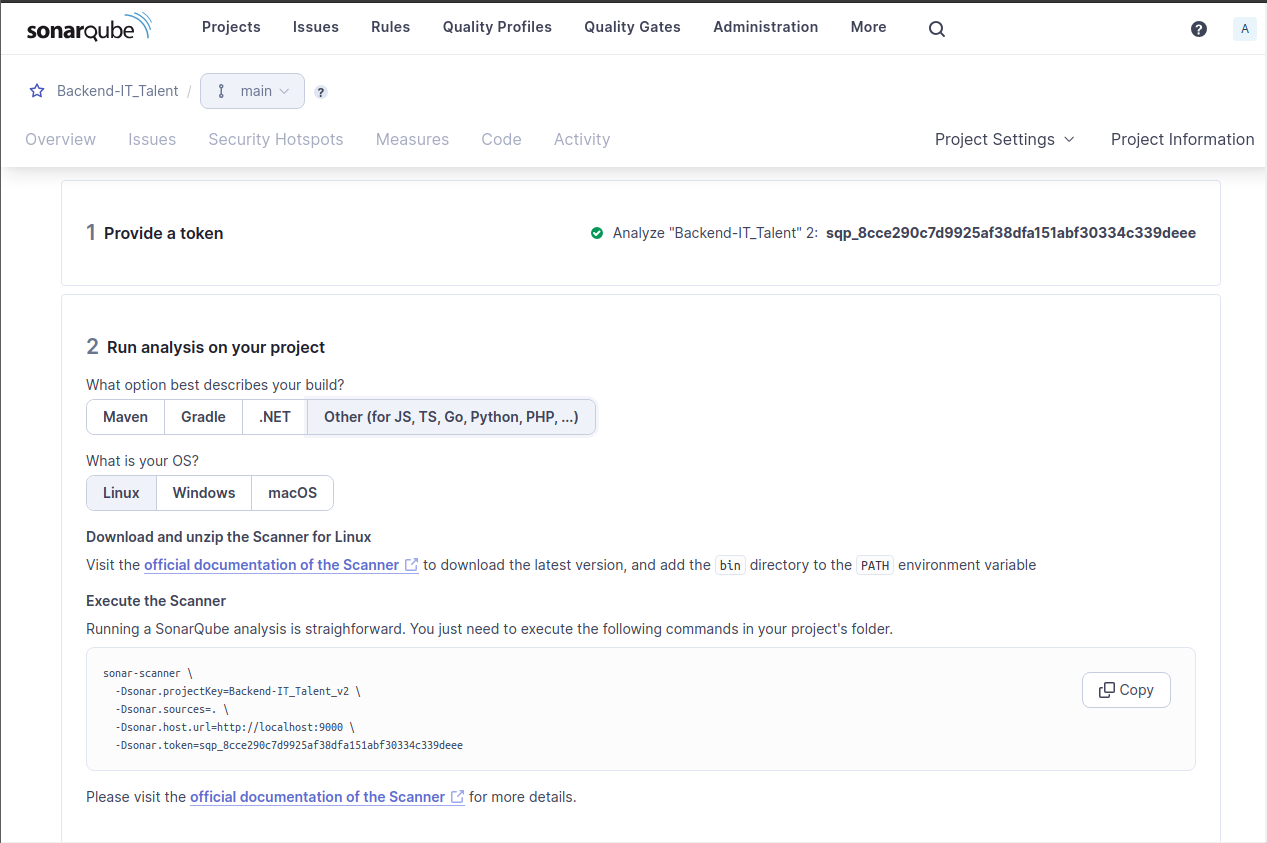 sonarqube Projects Issues Rules Quality Profiles Quality Gates Administration More ? A
Backend-IT_Talent / main ?
Overview Issues Security Hotspots Measures Code Activity Project Settings Project Information
1 Provide a token Analyze "Backend-IT_Talent" 2: sqp_8cce290c7d9925af38dfa151abf30334c339deee
2 Run analysis on your project
What option best describes your build?
Maven Gradle .NET Other (for JS, TS, Go, Python, PHP, ...)
What is your OS?
Linux Windows macOS
Download and unzip the Scanner for Linux
Visit the official documentation of the Scanner to download the latest version, and add the bin directory to the PATH environment variable
Execute the Scanner
Running a SonarQube analysis is straighforward. You just need to execute the following commands in your project's folder.
sonar-scanner \
-Dsonar.projectKey=Backend-IT_Talent_v2 \
-Dsonar.sources=. \
-Dsonar.host.url=http://localhost:9000 \
-Dsonar.token=sqp_8cce290c7d9925af38dfa151abf30334c339deee
Copy
Please visit the official documentation of the Scanner for more details.